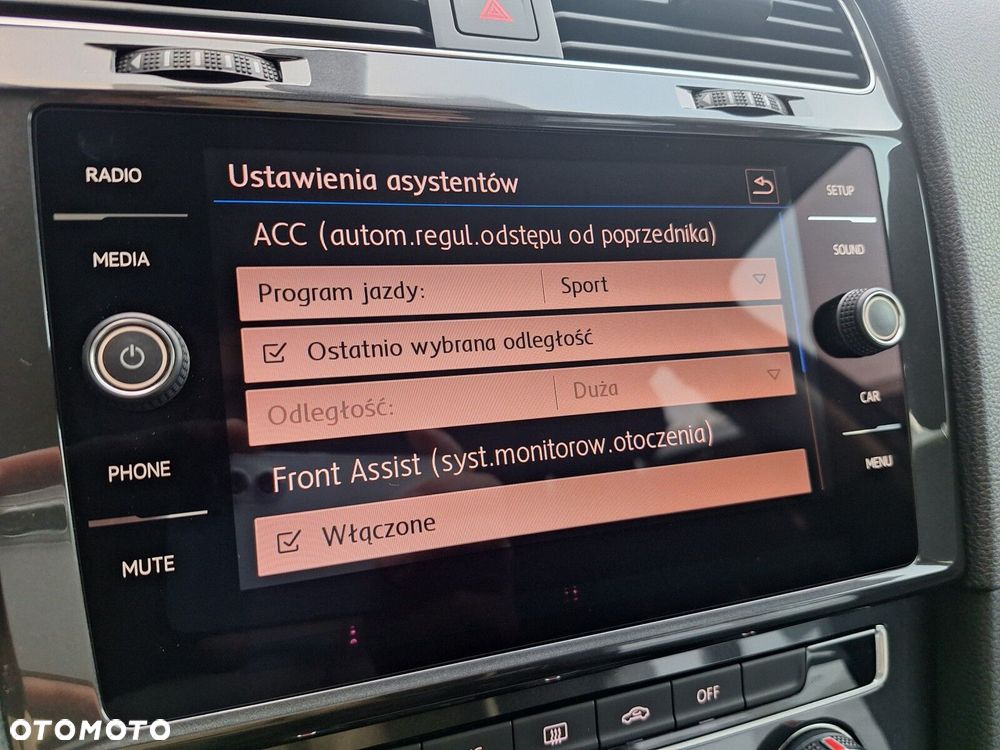 RADIO
MEDIA
PHONE
MUTE
Ustawienia asystentów
ACC (autom.regul.odstępu od poprzednika)
Program jazdy: Sport
Ostatnio wybrana odległość
Odległość: Duża
Front Assist (syst.monitorow.otoczenia)
Włączone
SETUP
SOUND
CAR
MENU
OFF
OTOMOTO